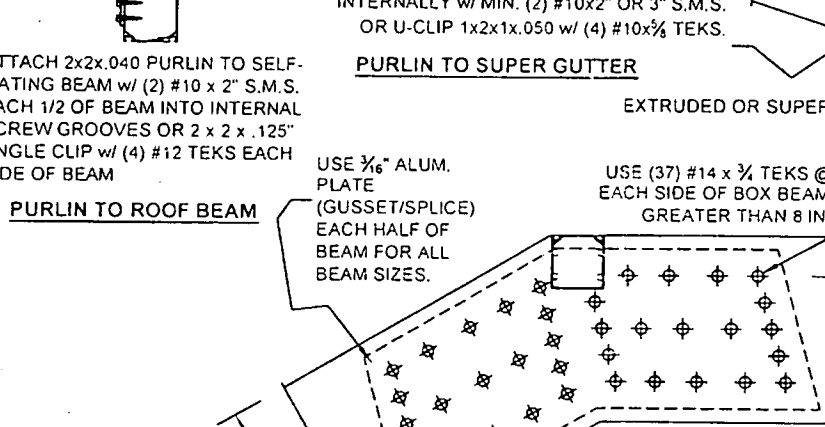 TTACH 2x2x.040 PURLIN TO SELF-
ATING BEAM w/ (2) #10 x 2" S.M.S.
ACH 1/2 OF BEAM INTO INTERNAL
CREW GROOVES OR 2 x 2 x .125"
NGLE CLIP w/ (4) #12 TEKS EACH
DE OF BEAM
PURLIN TO ROOF BEAM
INTERNALLY w/ MIN. (2) #10x2" OR 3" S.M.S.
OR U-CLIP 1x2x1x.050 w/ (4) #10x⅝ TEKS.
PURLIN TO SUPER GUTTER
EXTRUDED OR SUPER
USE 3/16" ALUM.
PLATE
(GUSSET/SPLICE)
EACH HALF OF
BEAM FOR ALL
BEAM SIZES.
USE (37) #14 x ¾ TEKS @
EACH SIDE OF BOX BEAM
GREATER THAN 8 IN